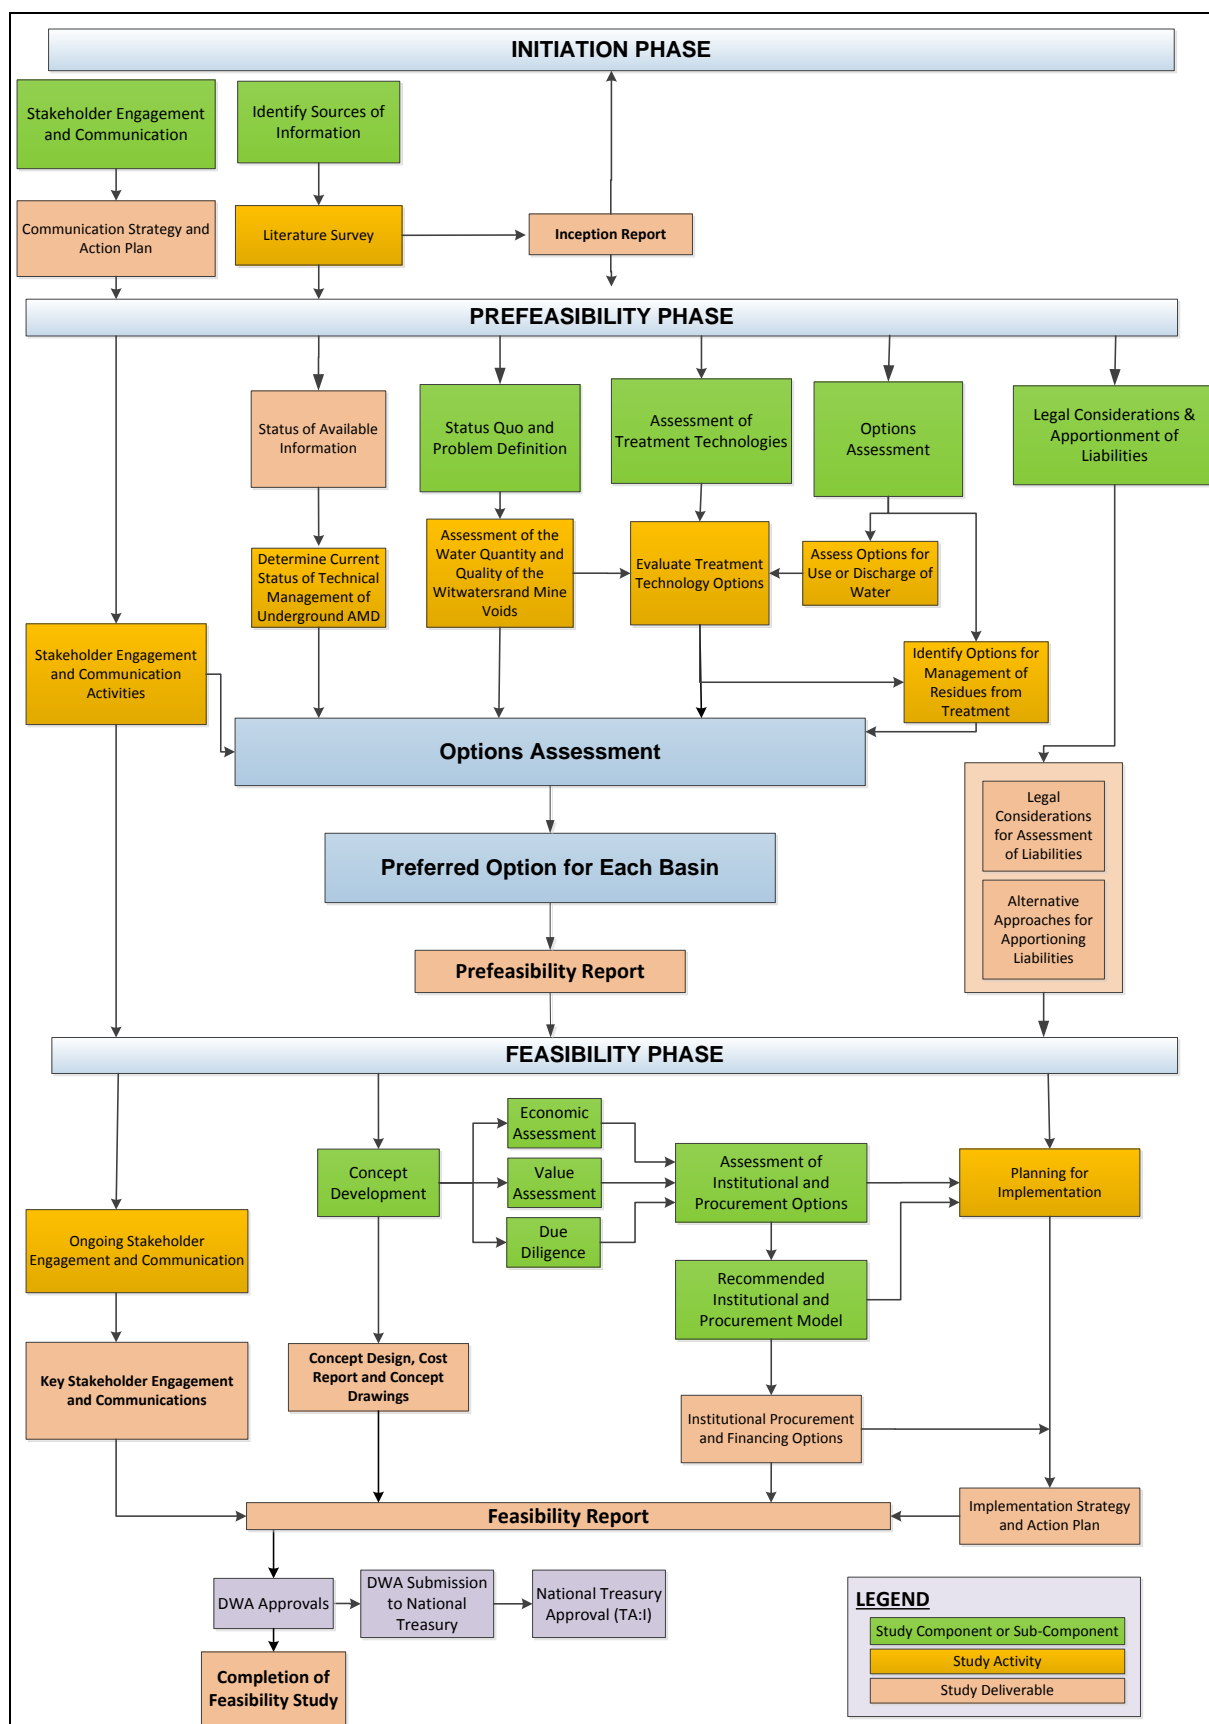 INITIATION PHASE
Stakeholder Engagement
and Communication
Identify Sources of
Information
Communication Strategy and
Action Plan
Literature Survey
Inception Report
PREFEASIBILITY PHASE
Status of Available
Information
Status Quo and
Problem Definition
Assessment of
Treatment Technologies
Options
Assessment
Legal Considerations &
Apportionment of
Liabilities
Determine Current
Status of Technical
Management of
Underground AMD
Assessment of the
Water Quantity and
Quality of the
Witwatersrand Mine
Voids
Evaluate Treatment
Technology Options
Assess Options for
Use or Discharge of
Water
Stakeholder Engagement
and Communication
Activities
Identify Options for
Management of
Residues from
Treatment
Options Assessment
Legal
Considerations
for Assessment
of Liabilities
Alternative
Approaches for
Apportioning
Liabilities
Preferred Option for Each Basin
Prefeasibility Report
FEASIBILITY PHASE
Concept
Development
Economic
Assessment
Value
Assessment
Due
Diligence
Assessment of
Institutional and
Procurement Options
Planning for
Implementation
Ongoing Stakeholder
Engagement and Communication
Recommended
Institutional and
Procurement Model
Key Stakeholder Engagement
and Communications
Concept Design, Cost
Report and Concept
Drawings
Institutional Procurement
and Financing Options
Feasibility Report
Implementation Strategy
and Action Plan
DWA Approvals
DWA Submission
to National
Treasury
National Treasury
Approval (TA:I)
Completion of
Feasibility Study
LEGEND
Study Component or Sub-Component
Study Activity
Study Deliverable